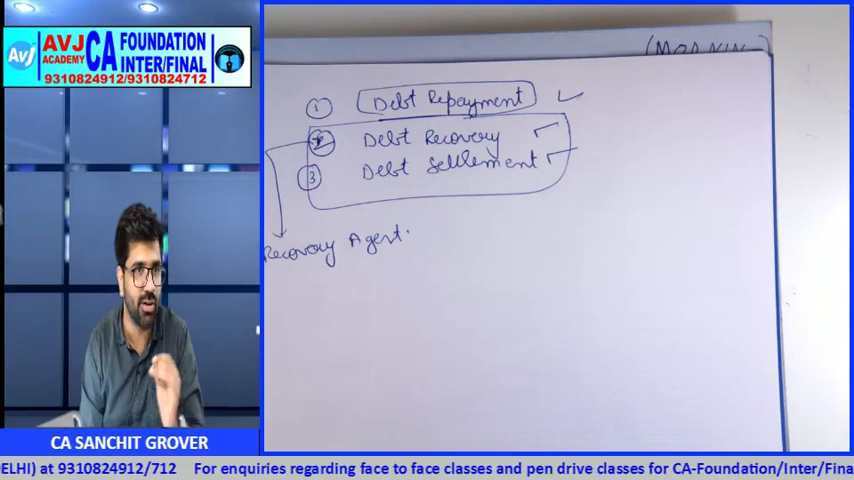 AVJ
ACADEMY
CA FOUNDATION
INTER/FINAL
9310824912/9310824712
AVJ
(MORNIN
① Debt Repayment
② Debt Recovery
③ Debt Settlement
Recovery Agent.
CA SANCHIT GROVER
DELHI) at 9310824912/712 For enquiries regarding face to face classes and pen drive classes for CA-Foundation/Inter/Fina